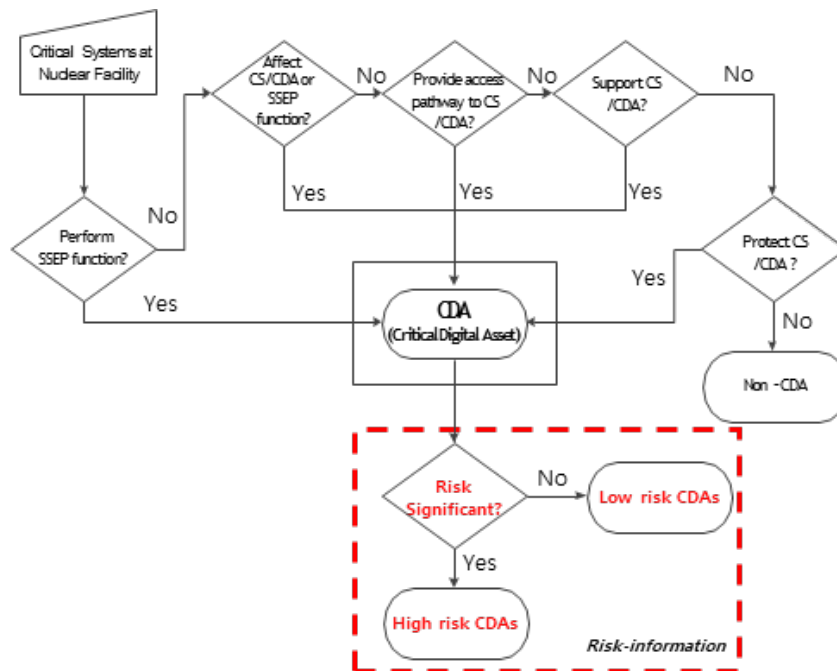 Critical Systems at
Nuclear Facility
Affect
CS/CDA or
SSEP
function?
No
Provide access
pathway to CS
/CDA?
No
Support CS
/CDA?
No
Yes
Yes
Yes
No
Perform
SSEP function?
Yes
Protect CS
/CDA ?
Yes
No
CDA
(Critical Digital Asset)
Non -CDA
Risk
Significant?
No
Low risk CDAs
Yes
High risk CDAs
Risk-information